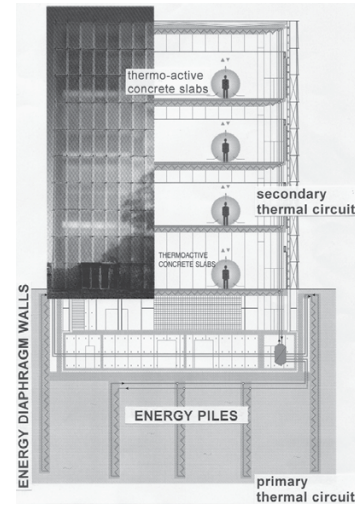 thermo-active
concrete slabs
secondary
thermal circuit
THERMOACTIVE
CONCRETE SLABS
ENERGY DIAPHRAGM WALLS
ENERGY PILES
primary
thermal circuit